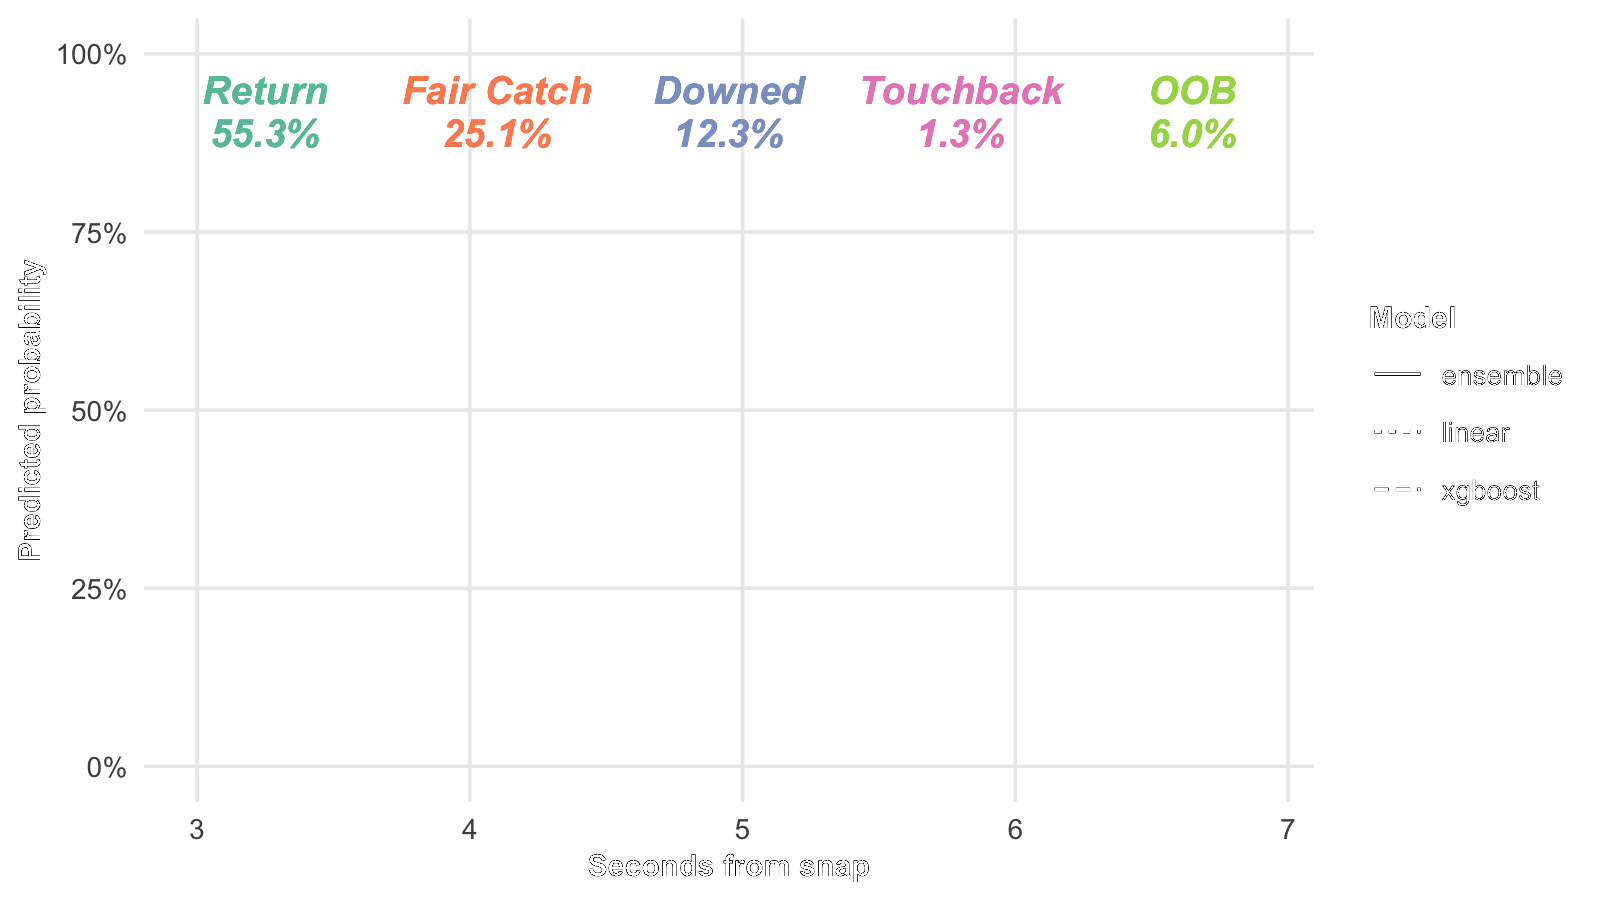 100%
Return Fair Catch Downed Touchback OOB
55.3% 25.1% 12.3% 1.3% 6.0%
75%
50%
25%
0%
Predicted probability
3 4 5 6 7
Seconds from snap
Model
ensemble
linear
xgboost